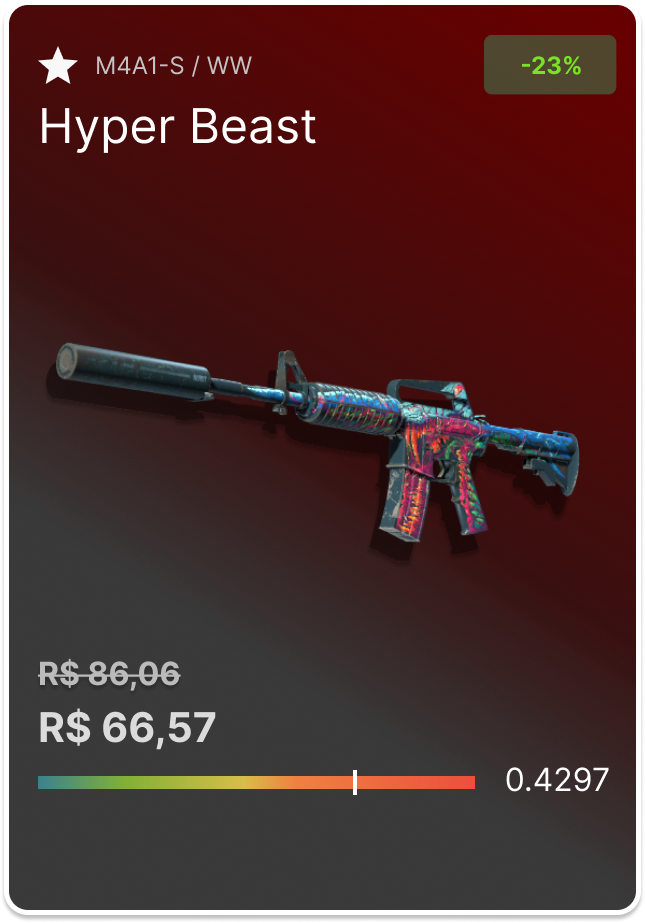 M4A1-S / WW
-23%
Hyper Beast
R$ 86,06
R$ 66,57
0.4297